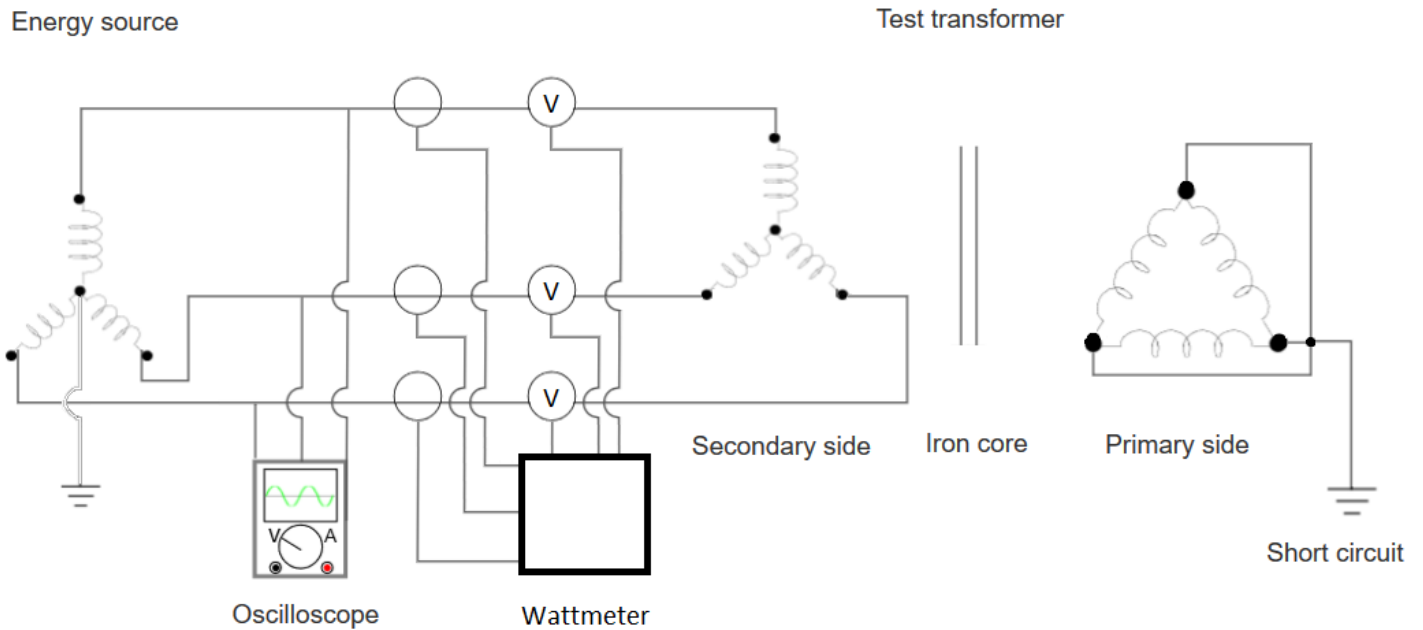 Energy source
Test transformer
V
V
V
Secondary side
Iron core
Primary side
V A
Short circuit
Oscilloscope
Wattmeter